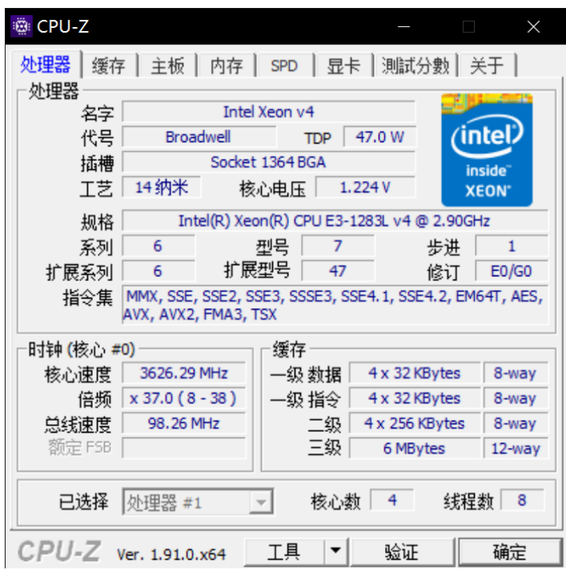 CPU-Z
处理器 缓存 主板 内存 SPD 显卡 測試分數 关于
处理器
名字 Intel Xeon v4
代号 Broadwell TDP 47.0 W
插槽 Socket 1364 BGA
工艺 14 纳米 核心电压 1.224 V
intel inside™ XEON®
规格 Intel(R) Xeon(R) CPU E3-1283L v4 @ 2.90GHz
系列 6 型号 7 步进 1
扩展系列 6 扩展型号 47 修订 E0/G0
指令集 MMX, SSE, SSE2, SSE3, SSSE3, SSE4.1, SSE4.2, EM64T, AES,
AVX, AVX2, FMA3, TSX
时钟 (核心 #0)
核心速度 3626.29 MHz
倍频 x 37.0 ( 8 - 38 )
总线速度 98.26 MHz
额定 FSB
缓存
一级 数据 4 x 32 KBytes 8-way
一级 指令 4 x 32 KBytes 8-way
二级 4 x 256 KBytes 8-way
三级 6 MBytes 12-way
已选择 处理器 #1 核心数 4 线程数 8
CPU-Z Ver. 1.91.0.x64 工具 验证 确定